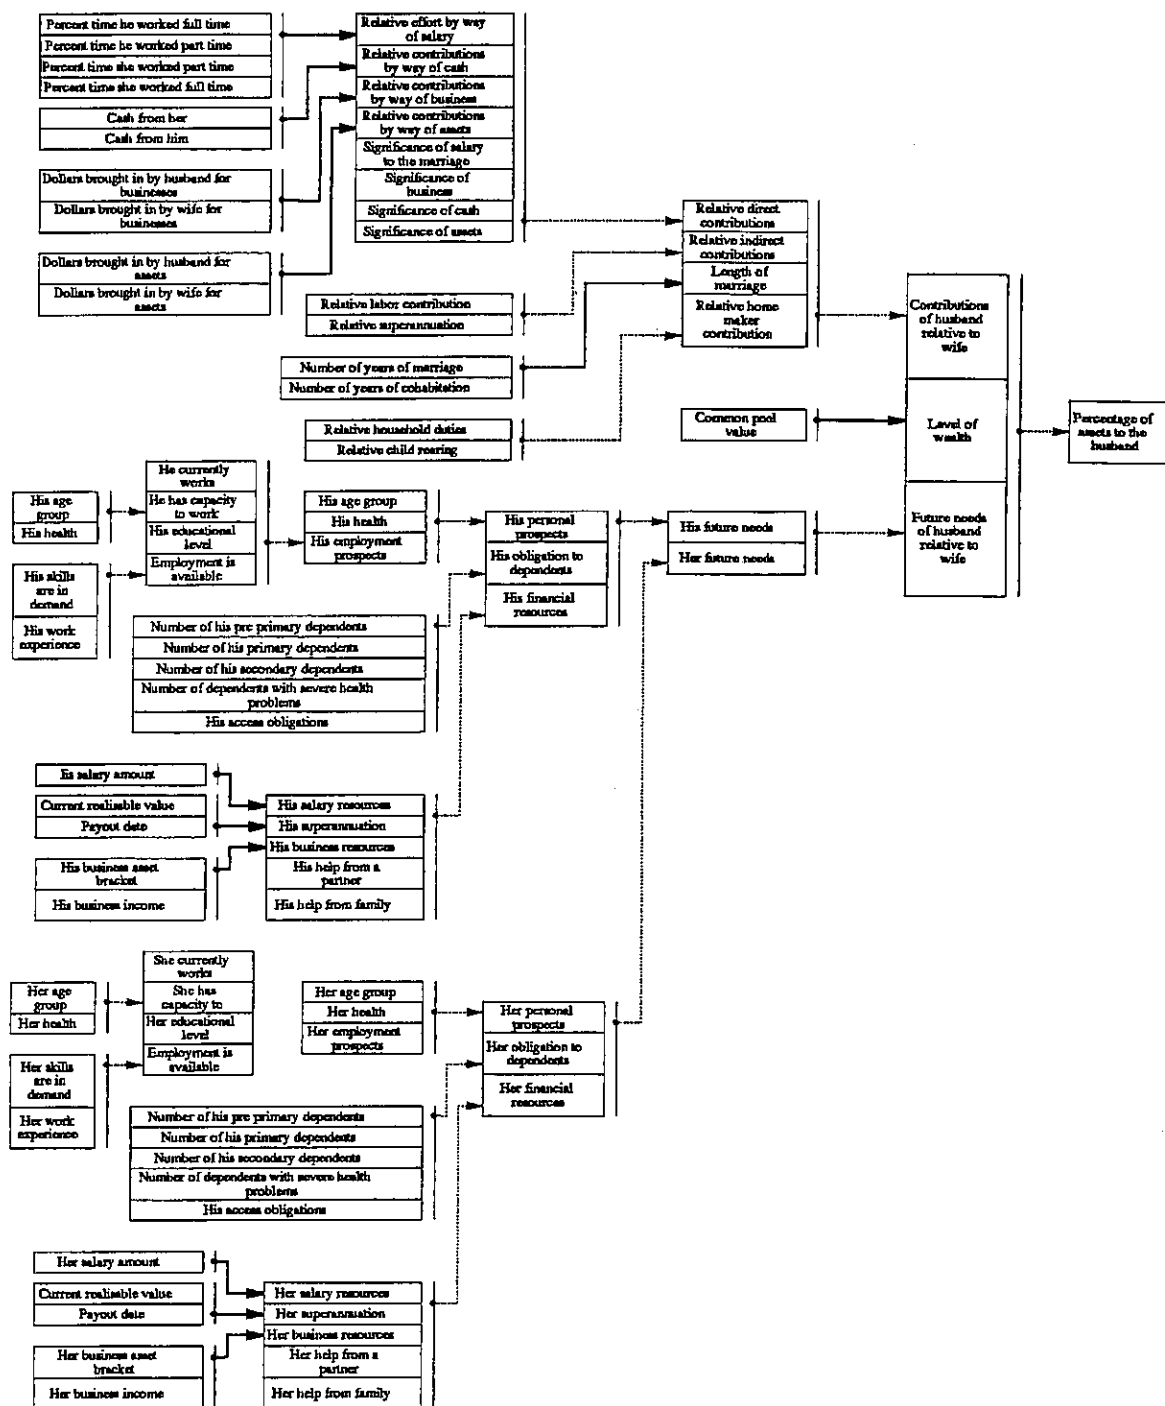 Percent time he worked full time
Percent time he worked part time
Percent time she worked part time
Percent time she worked full time
Cash from her
Cash from him
Dollars brought in by husband for
businesses
Dollars brought in by wife for
businesses
Dollars brought in by husband for
assets
Dollars brought in by wife for
assets
Relative effort by way
of salary
Relative contributions
by way of cash
Relative contributions
by way of business
Relative contributions
by way of assets
Significance of salary
to the marriage
Significance of
business
Significance of cash
Significance of assets
Relative labor contribution
Relative superannuation
Number of years of marriage
Number of years of cohabitation
Relative household duties
Relative child rearing
Relative direct
contributions
Relative indirect
contributions
Length of
marriage
Relative home
maker
contribution
Common pool
value
Contributions
of husband
relative to
wife
Level of
wealth
Future needs
of husband
relative to
wife
Percentage of
assets to the
husband
His age
group
His health
His skills
are in
demand
His work
experience
He currently
works
He has capacity
to work
His educational
level
Employment is
available
His age group
His health
His employment
prospects
His personal
prospects
His obligation to
dependents
His financial
resources
His future needs
Her future needs
Number of his pre primary dependents
Number of his primary dependents
Number of his secondary dependents
Number of dependents with severe health
problems
His access obligations
His salary amount
Current realisable value
Payout date
His business asset
bracket
His business income
His salary resources
His superannuation
His business resources
His help from a
partner
His help from family
Her age
group
Her health
Her skills
are in
demand
Her work
experience
She currently
works
She has
capacity to
Her educational
level
Employment is
available
Her age group
Her health
Her employment
prospects
Her personal
prospects
Her obligation to
dependents
Her financial
resources
Number of his pre primary dependents
Number of his primary dependents
Number of his secondary dependents
Number of dependents with severe health
problems
His access obligations
Her salary amount
Current realisable value
Payout date
Her business asset
bracket
Her business income
Her salary resources
Her superannuation
Her business resources
Her help from a
partner
Her help from family